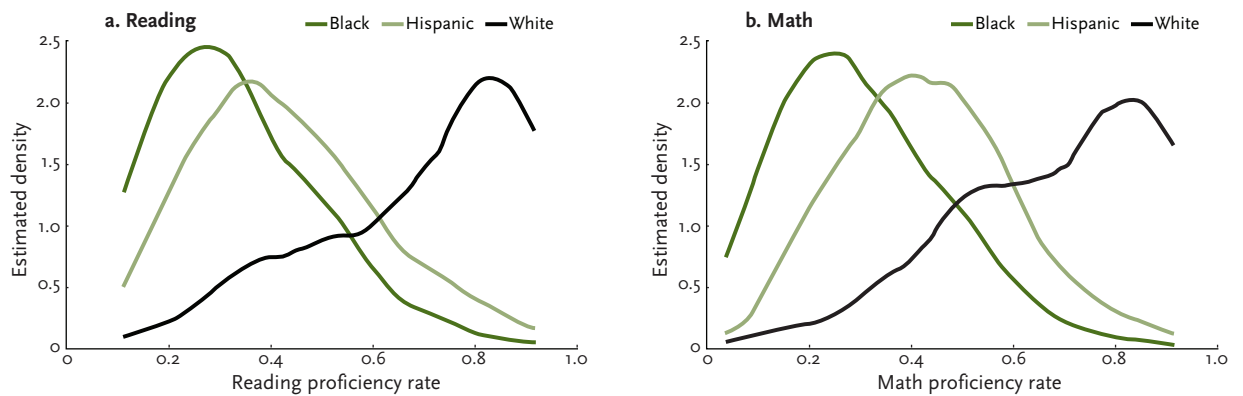 a. Reading
Black Hispanic White
2.5
2.0
1.5
1.0
0.5
0
Estimated density
0 0.2 0.4 0.6 0.8 1.0
Reading proficiency rate
b. Math
Black Hispanic White
2.5
2.0
1.5
1.0
0.5
0
Estimated density
0 0.2 0.4 0.6 0.8 1.0
Math proficiency rate